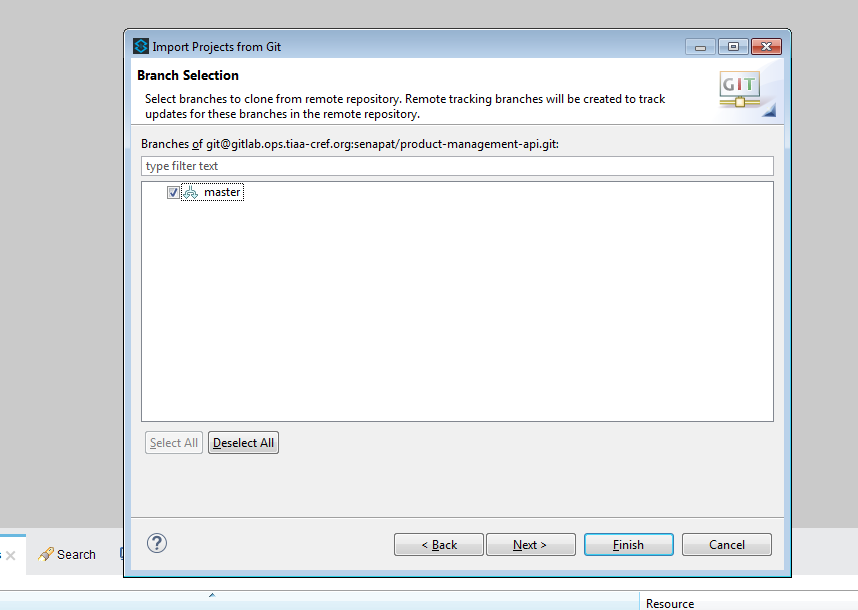 Import Projects from Git
Branch Selection
Select branches to clone from remote repository. Remote tracking branches will be created to track
updates for these branches in the remote repository.
GIT
Branches of git@gitlab.ops.tiaa-cref.org:senapat/product-management-api.git:
type filter text
master
Select All
Deselect All
< Back
Next >
Finish
Cancel
Search
Resource